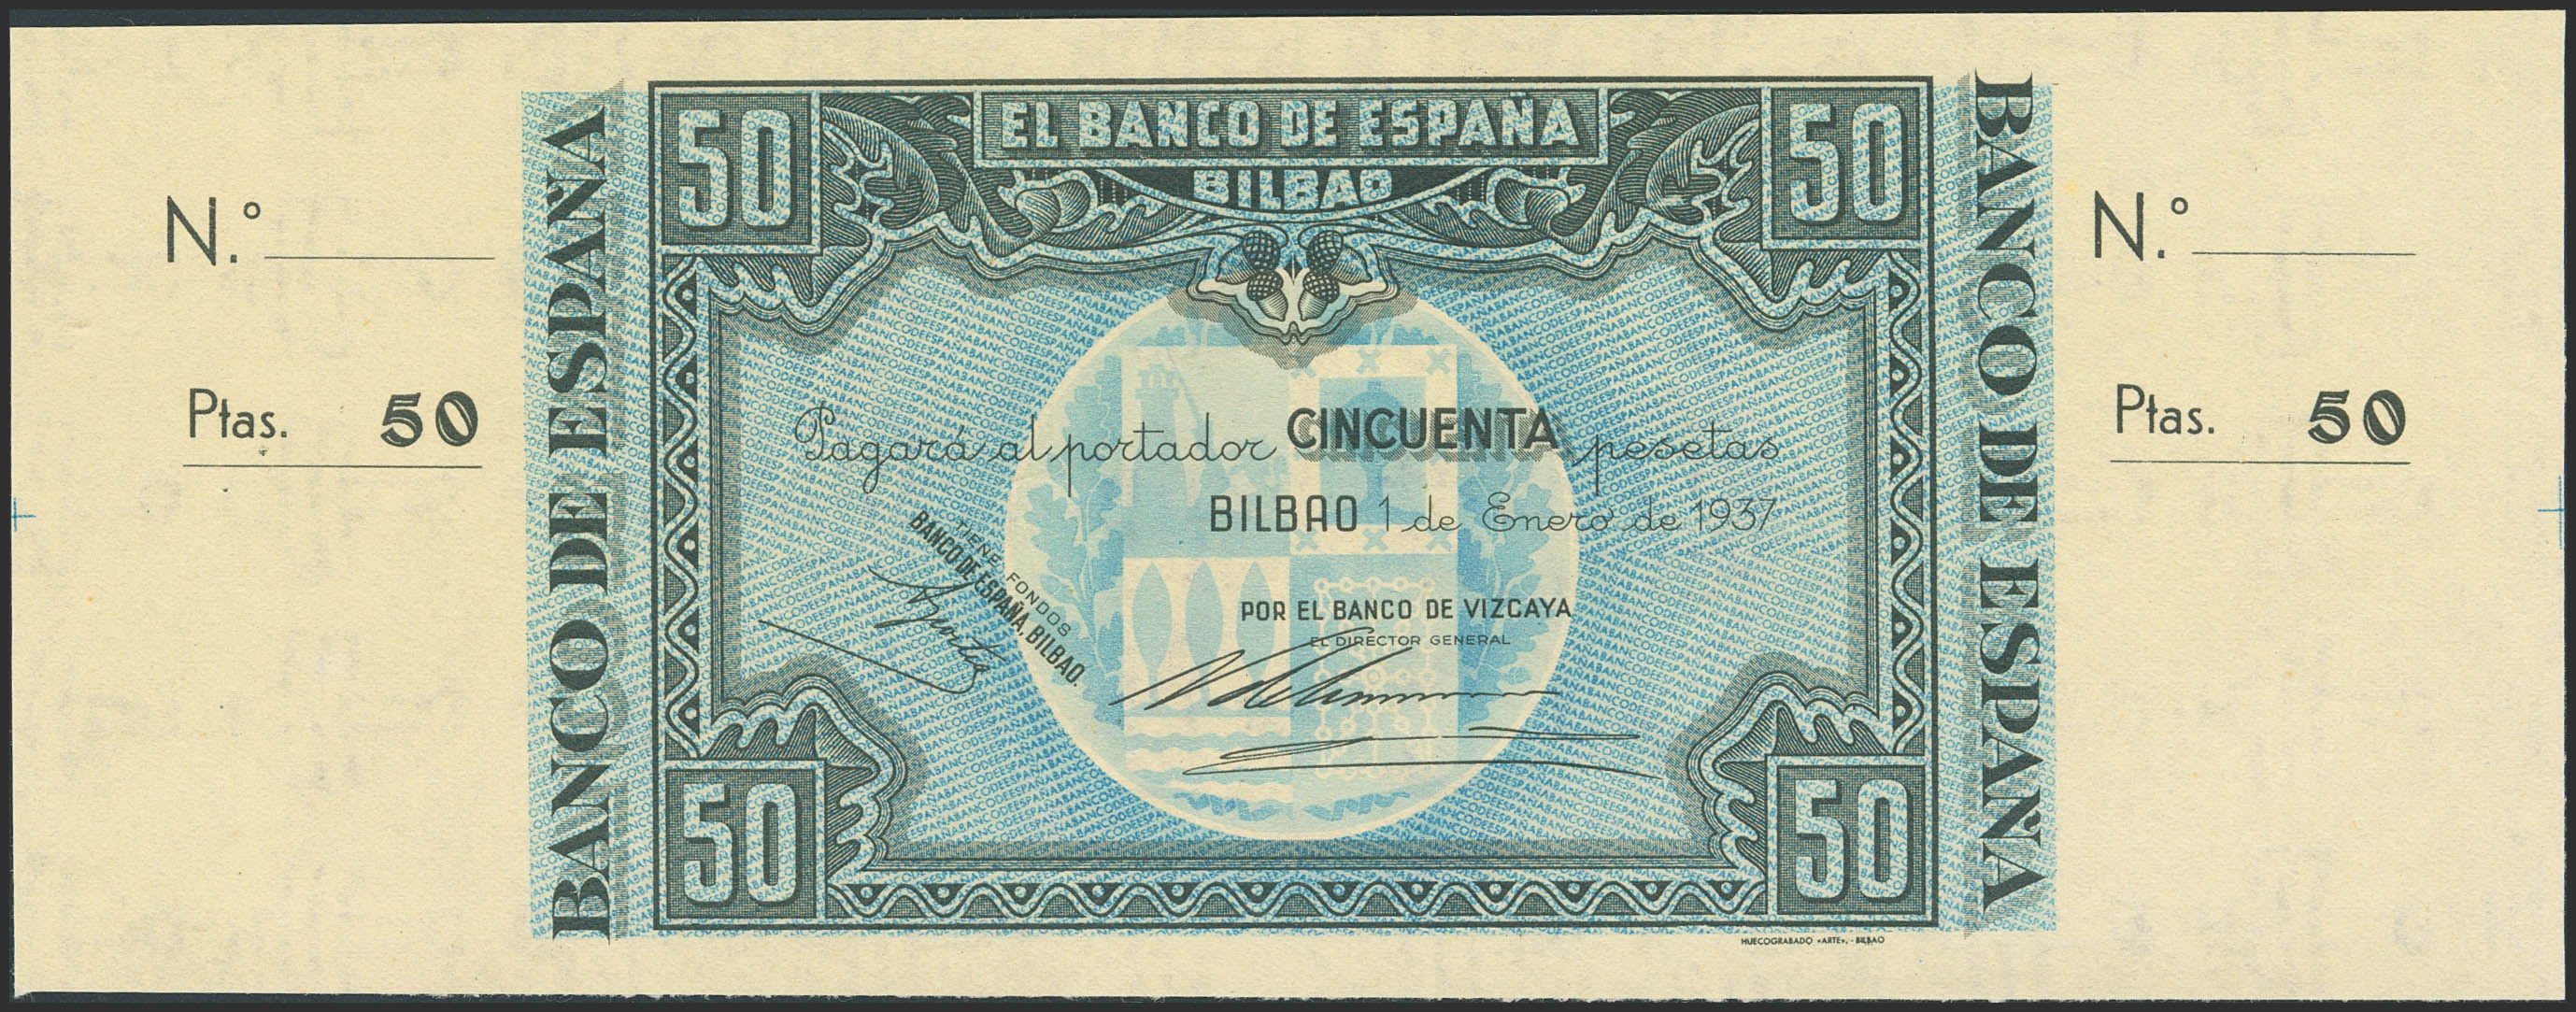 N.º
Ptas. 50
BANCO DE ESPAÑA
50
EL BANCO DE ESPAÑA
50
BILBAO
Pagará al portador CINCUENTA pesetas
BILBAO 1 de Enero de 1937
TIENE FONDOS
BANCO DE ESPAÑA, BILBAO.
POR EL BANCO DE VIZCAYA
EL DIRECTOR GENERAL
50
50
HUECOGRABADO «ARTE». - BILBAO
BANCO DE ESPAÑA
N.º
Ptas. 50